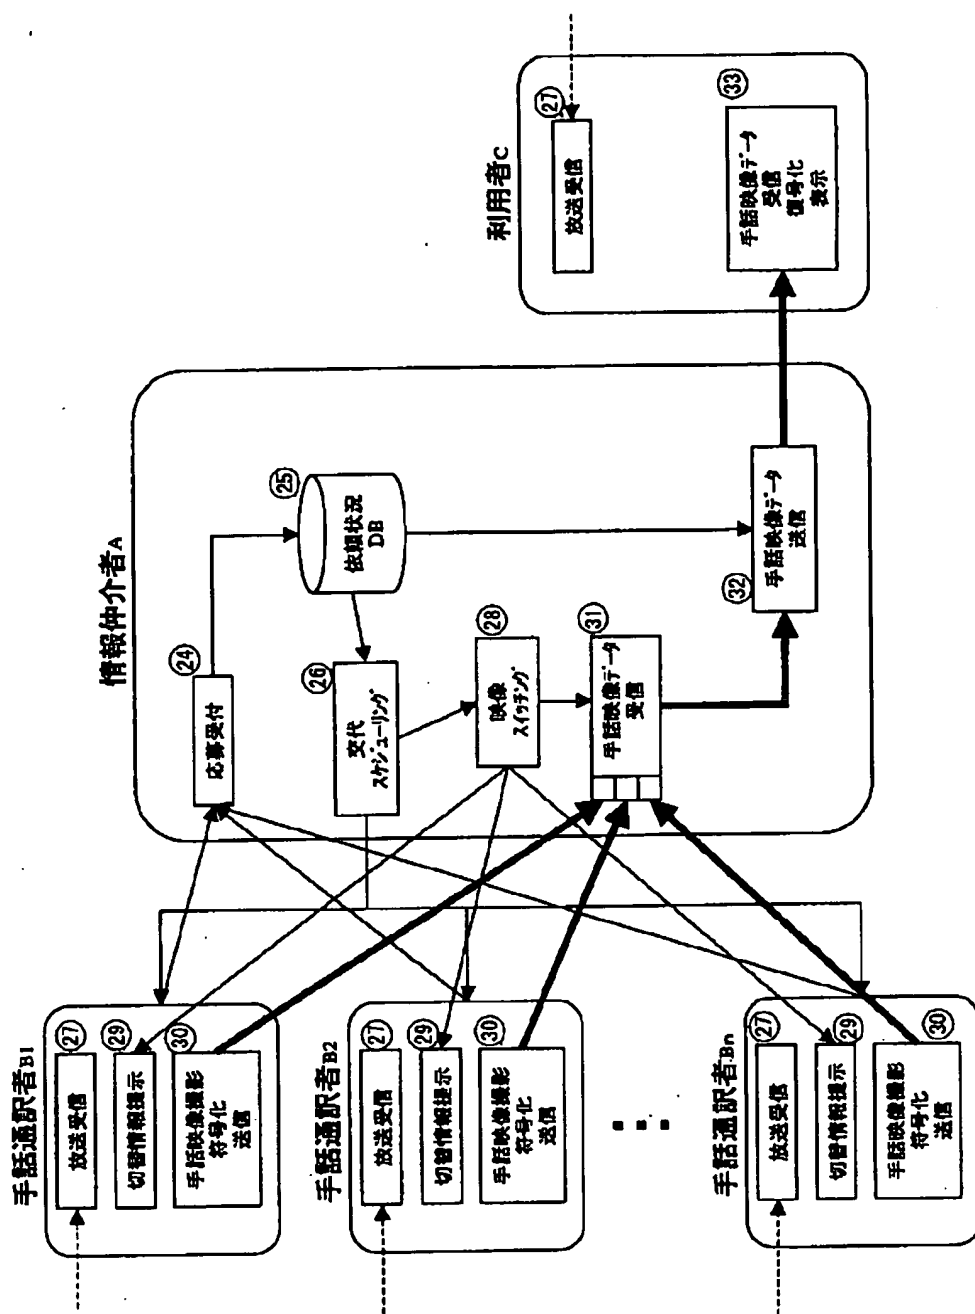 手話通訳者B1
27
放送受信
29
切替情報提示
30
手話映像撮影
符号化
送信
手話通訳者B2
27
放送受信
29
切替情報提示
30
手話映像撮影
符号化
送信
手話通訳者Bn
27
放送受信
29
切替情報提示
30
手話映像撮影
符号化
送信
情報仲介者A
24
応募受付
25
依頼状況
DB
26
交代
スケジューリング
28
映像
スイッチング
31
手話映像データ
受信
32
手話映像データ
送信
利用者C
27
放送受信
33
手話映像データ
受信
復号化
表示